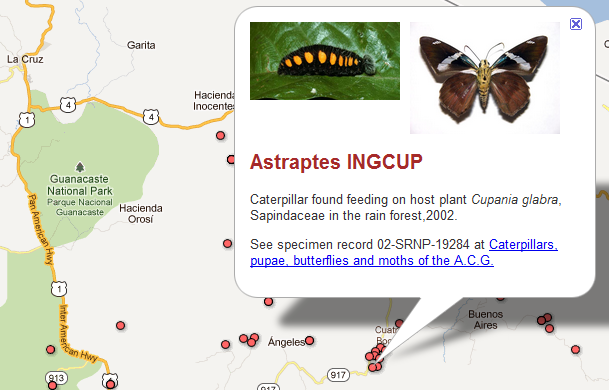 Garita
La Cruz
Hacienda
Inocentes
4
4
1
Guanacaste
National Park
Parque Nacional
Guanacaste
Hacienda
Orosí
Pan American Hwy
1
Inter American Hwy
913
917
917
Ángeles
Buenos
Aires
Astraptes INGCUP
Caterpillar found feeding on host plant Cupania glabra,
Sapindaceae in the rain forest,2002.
See specimen record 02-SRNP-19284 at Caterpillars,
pupae, butterflies and moths of the A.C.G.